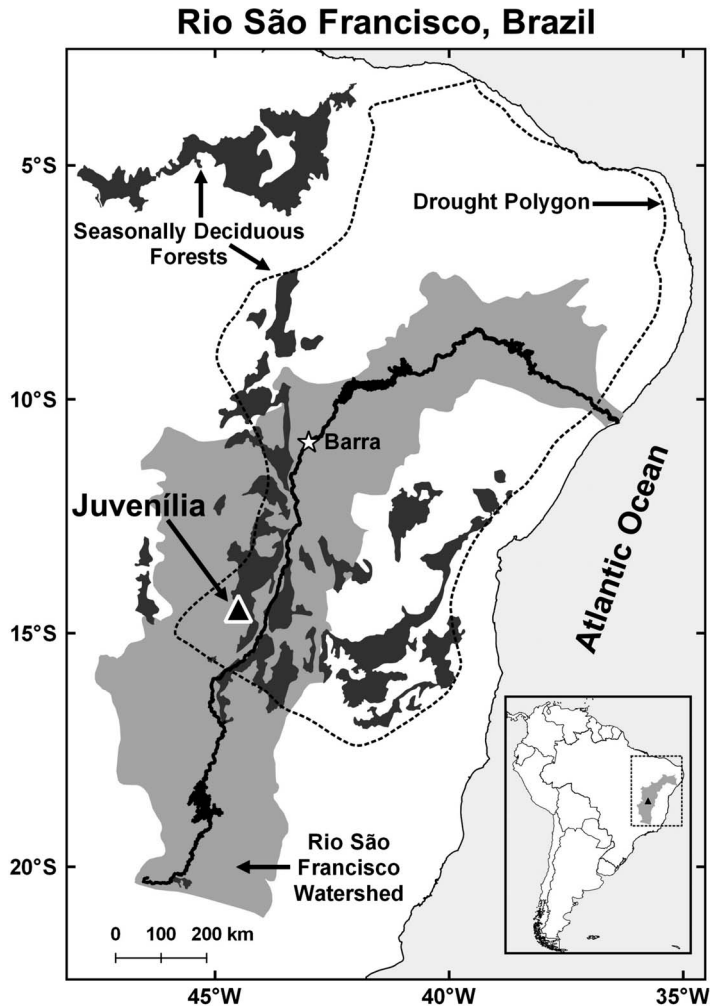 Rio São Francisco, Brazil
5°S
Drought Polygon
Seasonally Deciduous
Forests
10°S
Barra
Juvenília
Atlantic Ocean
15°S
Rio São
Francisco
Watershed
20°S
0 100 200 km
45°W 40°W 35°W